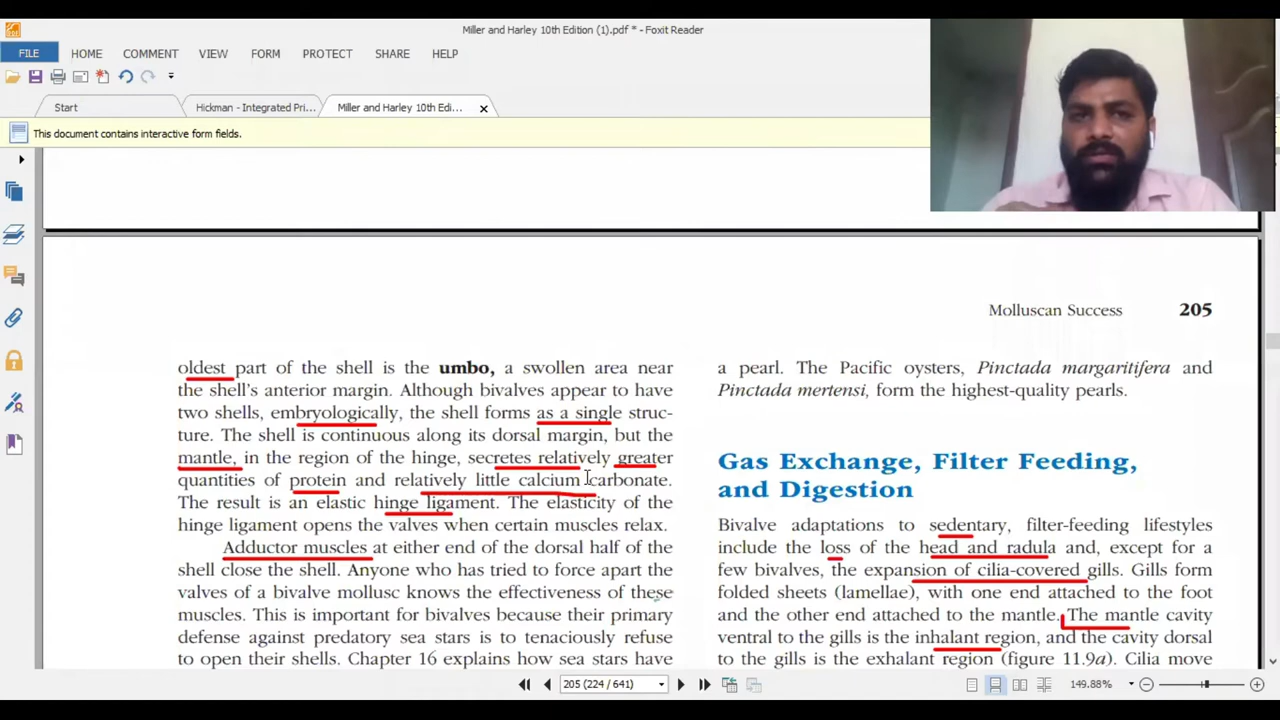 Miller and Harley 10th Edition (1).pdf * - Foxit Reader
FILE HOME COMMENT VIEW FORM PROTECT SHARE HELP
Start Hickman - Integrated Pri... Miller and Harley 10th Edi...
This document contains interactive form fields.
Molluscan Success 205
oldest part of the shell is the umbo, a swollen area near
the shell's anterior margin. Although bivalves appear to have
two shells, embryologically, the shell forms as a single struc-
ture. The shell is continuous along its dorsal margin, but the
mantle, in the region of the hinge, secretes relatively greater
quantities of protein and relatively little calcium carbonate.
The result is an elastic hinge ligament. The elasticity of the
hinge ligament opens the valves when certain muscles relax.
Adductor muscles at either end of the dorsal half of the
shell close the shell. Anyone who has tried to force apart the
valves of a bivalve mollusc knows the effectiveness of these
muscles. This is important for bivalves because their primary
defense against predatory sea stars is to tenaciously refuse
to open their shells. Chapter 16 explains how sea stars have
a pearl. The Pacific oysters, Pinctada margaritifera and
Pinctada mertensi, form the highest-quality pearls.
Gas Exchange, Filter Feeding,
and Digestion
Bivalve adaptations to sedentary, filter-feeding lifestyles
include the loss of the head and radula and, except for a
few bivalves, the expansion of cilia-covered gills. Gills form
folded sheets (lamellae), with one end attached to the foot
and the other end attached to the mantle. The mantle cavity
ventral to the gills is the inhalant region, and the cavity dorsal
to the gills is the exhalant region (figure 11.9a). Cilia move
205 (224 / 641) 149.88%